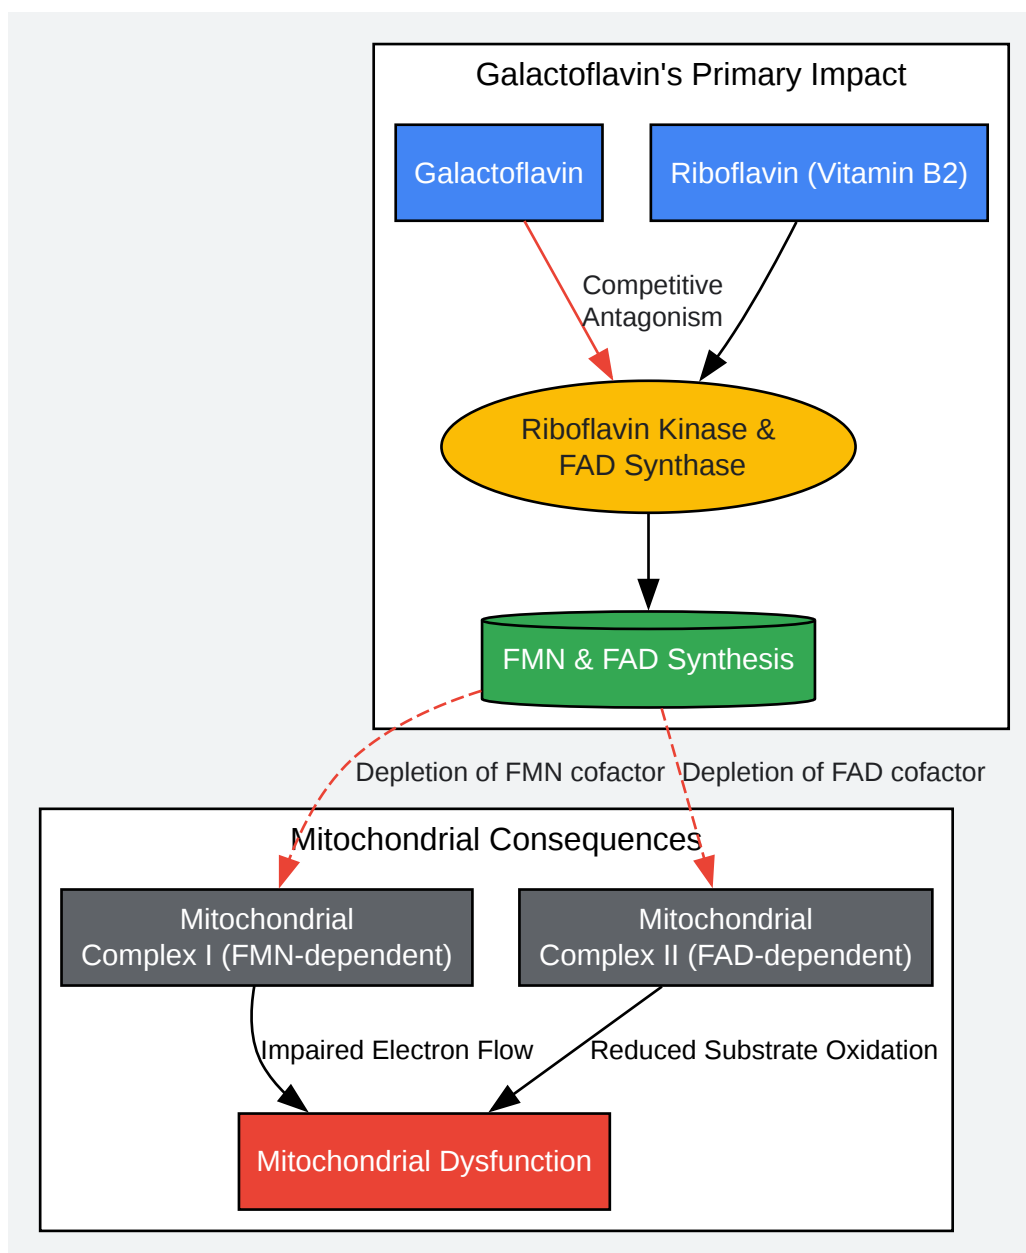 Galactoflavin's Primary Impact
Galactoflavin
Riboflavin (Vitamin B2)
Competitive
Antagonism
Riboflavin Kinase &
FAD Synthase
FMN & FAD Synthesis
Depletion of FMN cofactor
Depletion of FAD cofactor
Mitochondrial Consequences
Mitochondrial
Complex I (FMN-dependent)
Mitochondrial
Complex II (FAD-dependent)
Impaired Electron Flow
Reduced Substrate Oxidation
Mitochondrial Dysfunction